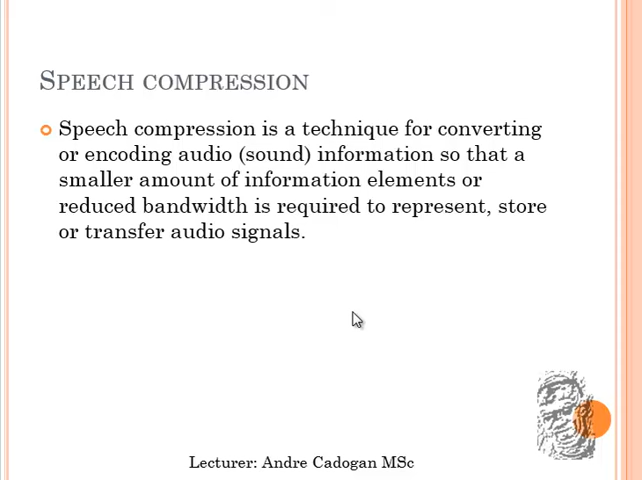 SPEECH COMPRESSION
Speech compression is a technique for converting
or encoding audio (sound) information so that a
smaller amount of information elements or
reduced bandwidth is required to represent, store
or transfer audio signals.
Lecturer: Andre Cadogan MSc